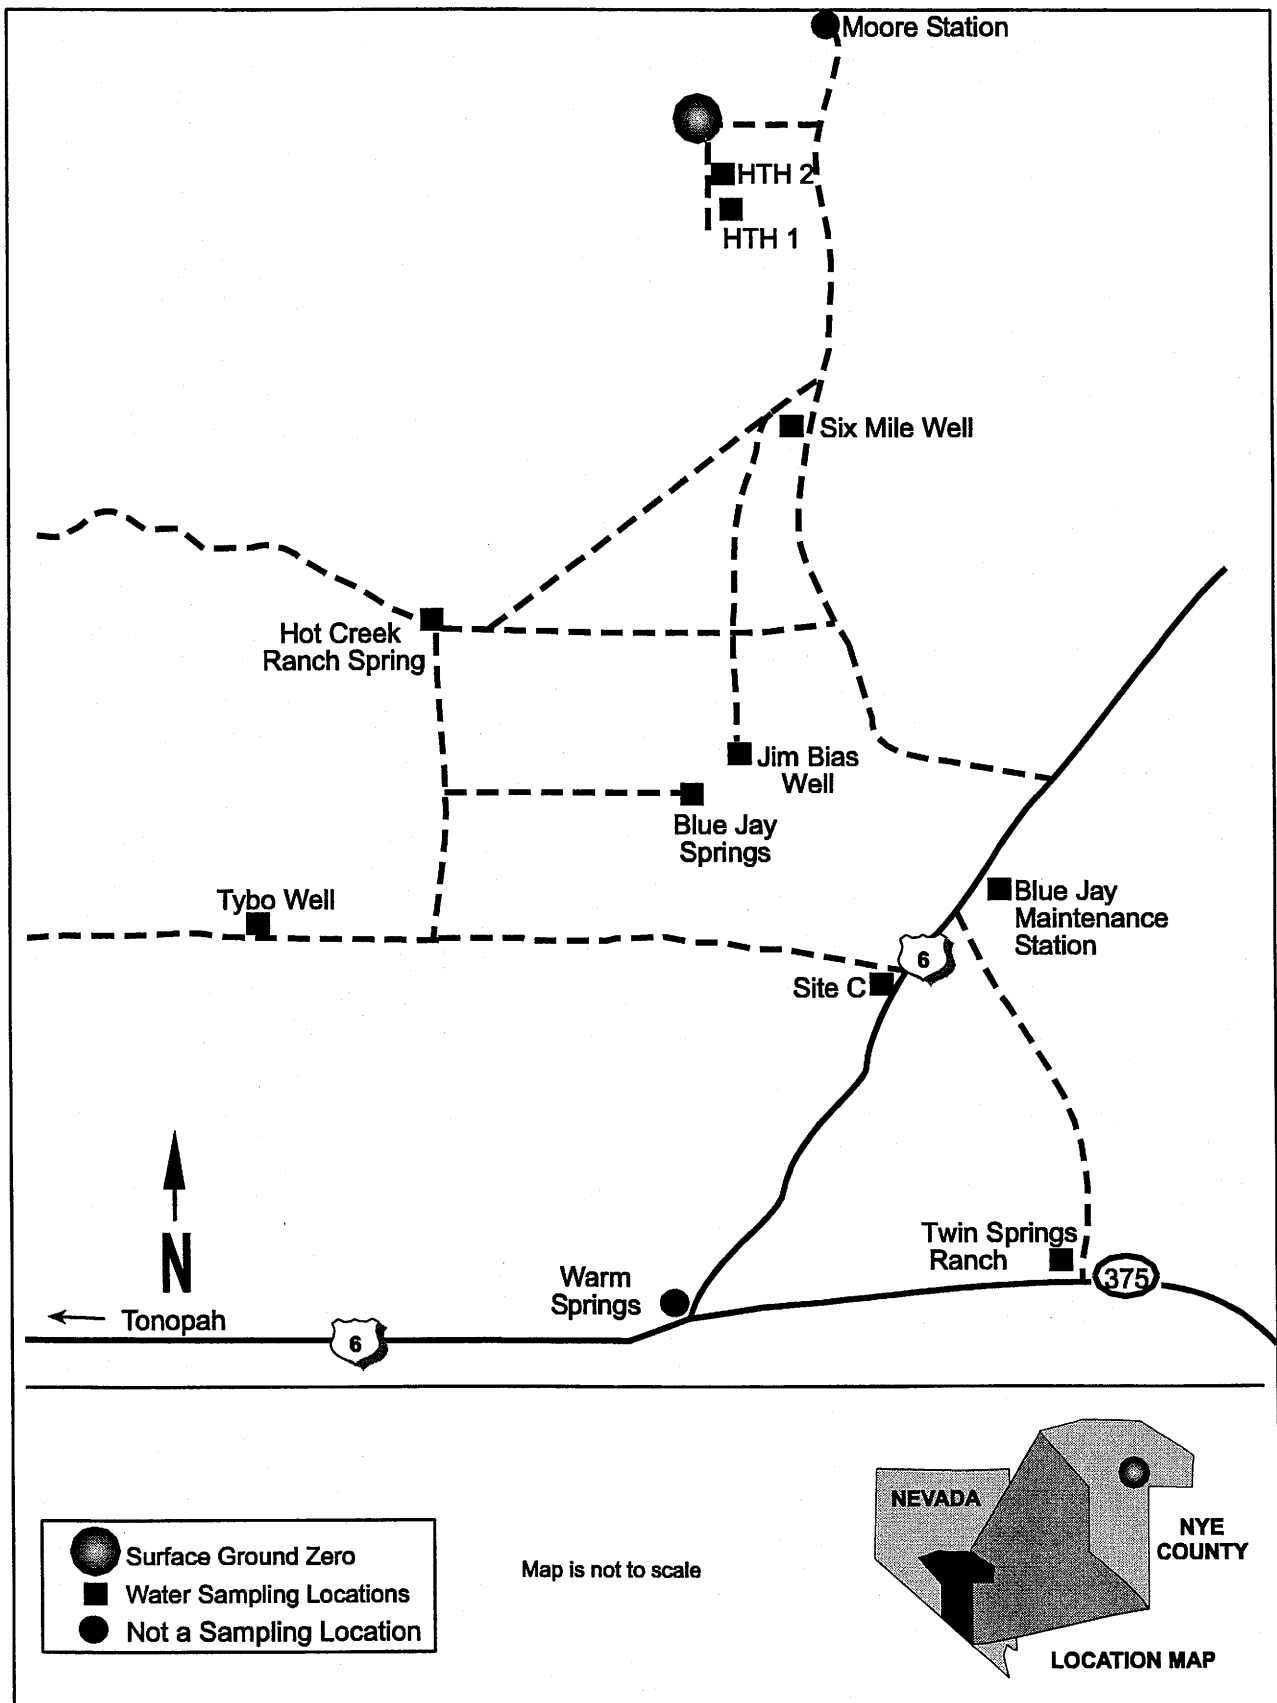 Moore Station
HTH 2
HTH 1
Six Mile Well
Hot Creek
Ranch Spring
Jim Bias
Well
Blue Jay
Springs
Tybo Well
Blue Jay
Maintenance
Station
6
Site C
Twin Springs
Ranch
375
Warm
Springs
N
Tonopah
6
NEVADA
NYE
COUNTY
LOCATION MAP
Surface Ground Zero
Water Sampling Locations
Not a Sampling Location
Map is not to scale